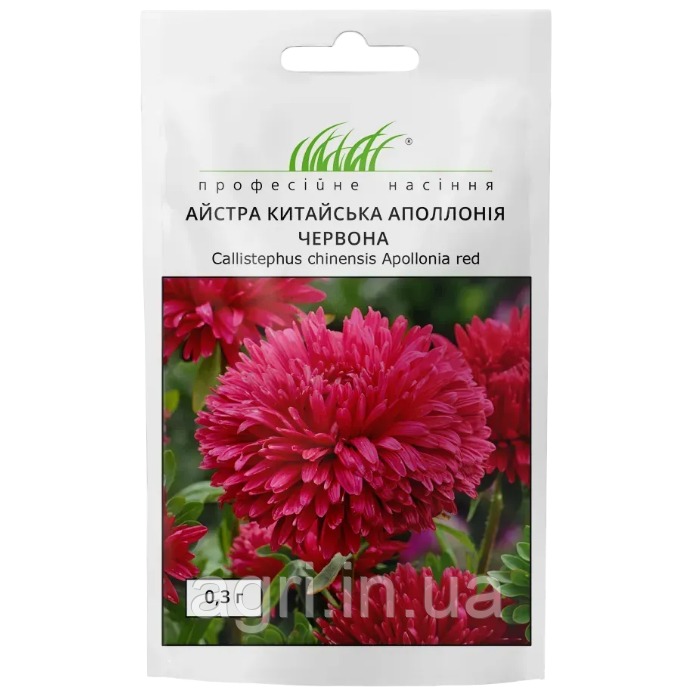 ®
професійне насіння
АЙСТРА КИТАЙСЬКА АПОЛЛОНІЯ
ЧЕРВОНА
Callistephus chinensis Apollonia red
0,3 г
agri.in.ua